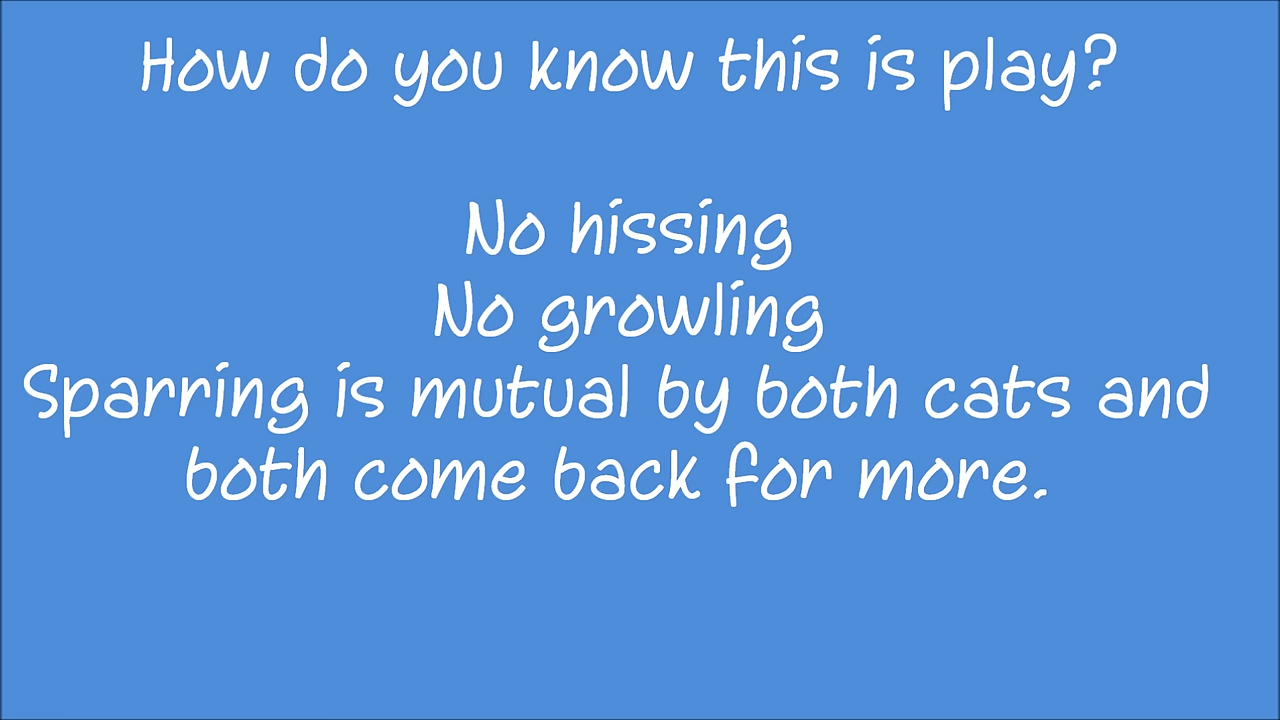 How do you know this is play?
No hissing
No growling
Sparring is mutual by both cats and
both come back for more.